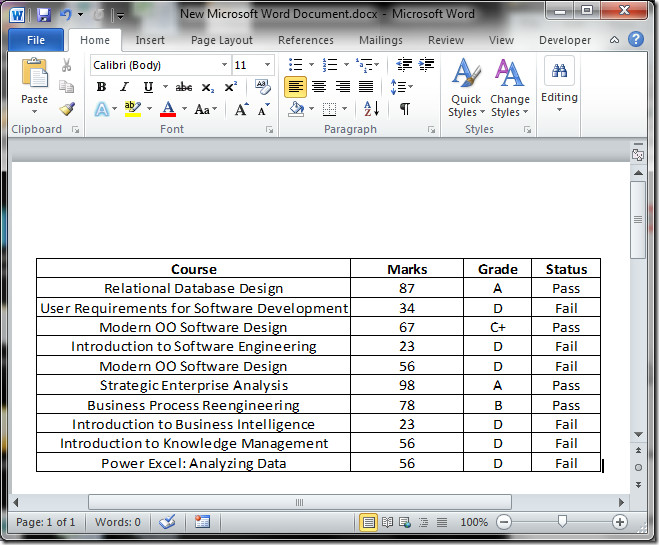 New Microsoft Word Document.docx - Microsoft Word
File Home Insert Page Layout References Mailings Review View Developer
Calibri (Body) 11
Paste
B I U abc x₂ x²
A ab A Aa A A
Quick Styles
Change Styles
Editing
Clipboard Font Paragraph Styles
Course Marks Grade Status
Relational Database Design 87 A Pass
User Requirements for Software Development 34 D Fail
Modern OO Software Design 67 C+ Pass
Introduction to Software Engineering 23 D Fail
Modern OO Software Design 56 D Fail
Strategic Enterprise Analysis 98 A Pass
Business Process Reengineering 78 B Pass
Introduction to Business Intelligence 23 D Fail
Introduction to Knowledge Management 56 D Fail
Power Excel: Analyzing Data 56 D Fail
Page: 1 of 1 Words: 0 100%